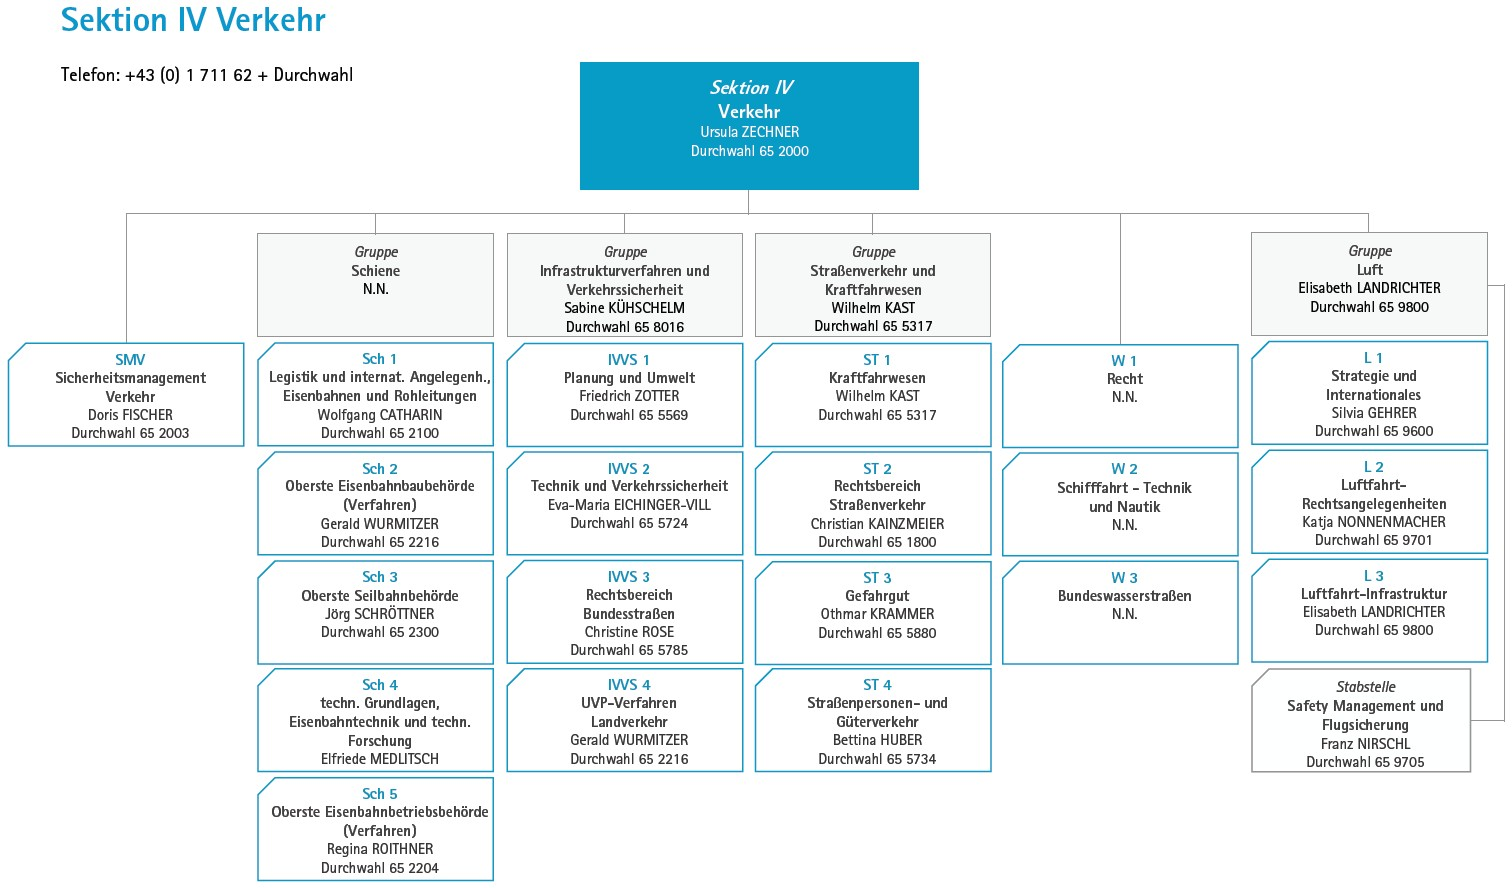 Sektion IV Verkehr
Telefon: +43 (0) 1 711 62 + Durchwahl
Sektion IV
Verkehr
Ursula ZECHNER
Durchwahl 65 2000
SMV
Sicherheitsmanagement
Verkehr
Doris FISCHER
Durchwahl 65 2003
Gruppe
Schiene
N.N.
Sch 1
Legistik und internat. Angelegenh.,
Eisenbahnen und Rohleitungen
Wolfgang CATHARIN
Durchwahl 65 2100
Sch 2
Oberste Eisenbahnbaubehörde
(Verfahren)
Gerald WURMITZER
Durchwahl 65 2216
Sch 3
Oberste Seilbahnbehörde
Jörg SCHRÖTTNER
Durchwahl 65 2300
Sch 4
techn. Grundlagen,
Eisenbahntechnik und techn.
Forschung
Elfriede MEDLITSCH
Sch 5
Oberste Eisenbahnbetriebsbehörde
(Verfahren)
Regina ROITHNER
Durchwahl 65 2204
Gruppe
Infrastrukturverfahren und
Verkehrssicherheit
Sabine KÜHSCHELM
Durchwahl 65 8016
IVVS 1
Planung und Umwelt
Friedrich ZOTTER
Durchwahl 65 5569
IVVS 2
Technik und Verkehrssicherheit
Eva-Maria EICHINGER-VILL
Durchwahl 65 5724
IVVS 3
Rechtsbereich
Bundesstraßen
Christine ROSE
Durchwahl 65 5785
IVVS 4
UVP-Verfahren
Landverkehr
Gerald WURMITZER
Durchwahl 65 2216
Gruppe
Straßenverkehr und
Kraftfahrwesen
Wilhelm KAST
Durchwahl 65 5317
ST 1
Kraftfahrwesen
Wilhelm KAST
Durchwahl 65 5317
ST 2
Rechtsbereich
Straßenverkehr
Christian KAINZMEIER
Durchwahl 65 1800
ST 3
Gefahrgut
Othmar KRAMMER
Durchwahl 65 5880
ST 4
Straßenpersonen- und
Güterverkehr
Bettina HUBER
Durchwahl 65 5734
W 1
Recht
N.N.
W 2
Schifffahrt - Technik
und Nautik
N.N.
W 3
Bundeswasserstraßen
N.N.
Gruppe
Luft
Elisabeth LANDRICHTER
Durchwahl 65 9800
L 1
Strategie und
Internationales
Silvia GEHRER
Durchwahl 65 9600
L 2
Luftfahrt-
Rechtsangelegenheiten
Katja NONNENMACHER
Durchwahl 65 9701
L 3
Luftfahrt-Infrastruktur
Elisabeth LANDRICHTER
Durchwahl 65 9800
Stabstelle
Safety Management und
Flugsicherung
Franz NIRSCHL
Durchwahl 65 9705